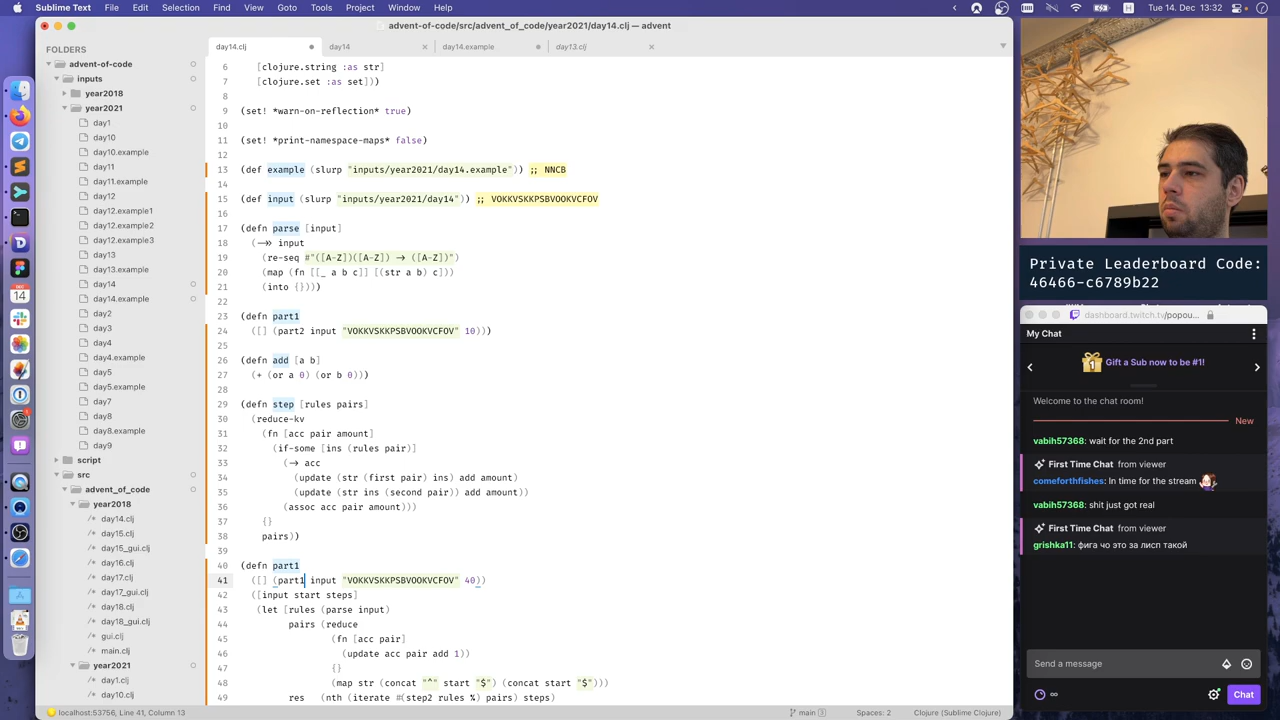 Sublime Text File Edit Selection Find View Goto Tools Project Window Help
Tue 14 Dec 13:32
advent-of-code/src/advent_of_code/year2021/day14.clj — advent
FOLDERS
advent-of-code
inputs
year2018
year2021
day1
day10
day10.example
day11
day11.example
day12
day12.example1
day12.example2
day12.example3
day13
day13.example
day14
day14.example
day2
day3
day4
day4.example
day5
day5.example
day7
day8
day8.example
day9
script
src
advent_of_code
year2018
/* day14.clj
/* day15.clj
/* day15_gui.clj
/* day16.clj
/* day17.clj
/* day17_gui.clj
/* day18.clj
/* day18_gui.clj
/* gui.clj
/* main.clj
year2021
/* day1.clj
/* day10.clj
day14.clj
day14
day14.example
day13.clj
6 [clojure.string :as str]
7 [clojure.set :as set]))
8
9 (set! *warn-on-reflection* true)
10
11 (set! *print-namespace-maps* false)
12
13 (def example (slurp "inputs/year2021/day14.example")) ;; NNCB
14
15 (def input (slurp "inputs/year2021/day14")) ;; VOKKVSKKPSBVOOKVCFOV
16
17 (defn parse [input]
18 (->> input
19 (re-seq #"([A-Z])([A-Z]) -> ([A-Z])")
20 (map (fn [[_ a b c]] [(str a b) c]))
21 (into {})))
22
23 (defn part1
24 ([] (part2 input "VOKKVSKKPSBVOOKVCFOV" 10)))
25
26 (defn add [a b]
27 (+ (or a 0) (or b 0)))
28
29 (defn step [rules pairs]
30 (reduce-kv
31 (fn [acc pair amount]
32 (if-some [ins (rules pair)]
33 (-> acc
34 (update (str (first pair) ins) add amount)
35 (update (str ins (second pair)) add amount))
36 (assoc acc pair amount)))
37 {}
38 pairs))
39
40 (defn part1
41 ([] (part1 input "VOKKVSKKPSBVOOKVCFOV" 40))
42 ([input start steps]
43 (let [rules (parse input)
44 pairs (reduce
45 (fn [acc pair]
46 (update acc pair add 1))
47 {}
48 (map str (concat "^" start "$") (concat start "$")))
49 res (nth (iterate #(step2 rules %) pairs) steps)
localhost:53756, Line 41, Column 13
main 3
Spaces: 2
Clojure (Sublime Clojure)
Private Leaderboard Code:
46466-c6789b22
dashboard.twitch.tv/popou...
My Chat
Gift a Sub now to be #1!
Welcome to the chat room!
New
vabih57368: wait for the 2nd part
First Time Chat from viewer
comeforthfishes: In time for the stream
vabih57368: shit just got real
First Time Chat from viewer
grishka11: фига чо это за лисп такой
Send a message
Chat